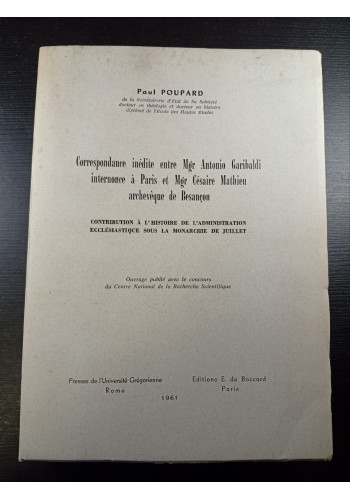 Paul POUPARD
de la Secrétairerie d'État de Sa Sainteté
docteur en théologie et docteur en histoire
diplômé de l'École des Hautes Études
Correspondance inédite entre Mgr Antonio Garibaldi
internonce à Paris et Mgr Césaire Mathieu
archevêque de Besançon
CONTRIBUTION À L'HISTOIRE DE L'ADMINISTRATION
ECCLÉSIASTIQUE SOUS LA MONARCHIE DE JUILLET
Ouvrage publié avec le concours
du Centre National de la Recherche Scientifique
Presses de l'Université Grégorienne
Rome
Editions E. de Boccard
Paris
1961